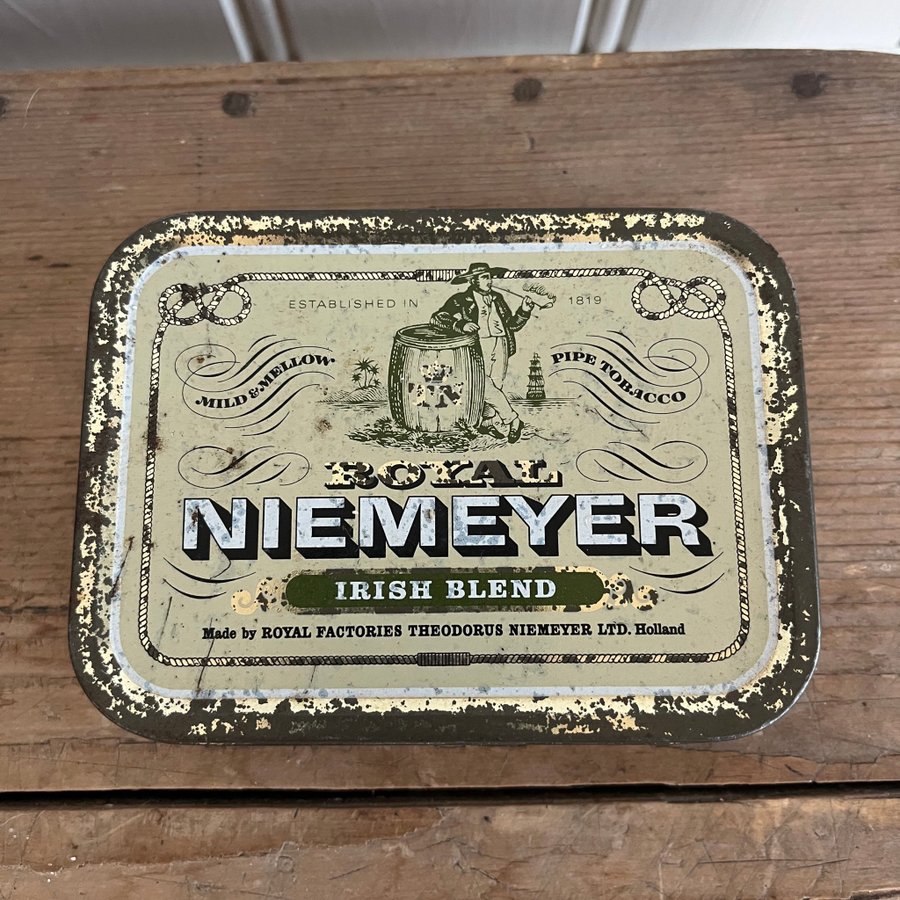 ESTABLISHED IN 1819
MILD & MELLOW
PIPE TOBACCO
TN
ROYAL
NIEMEYER
IRISH BLEND
Made by ROYAL FACTORIES THEODORUS NIEMEYER LTD. Holland